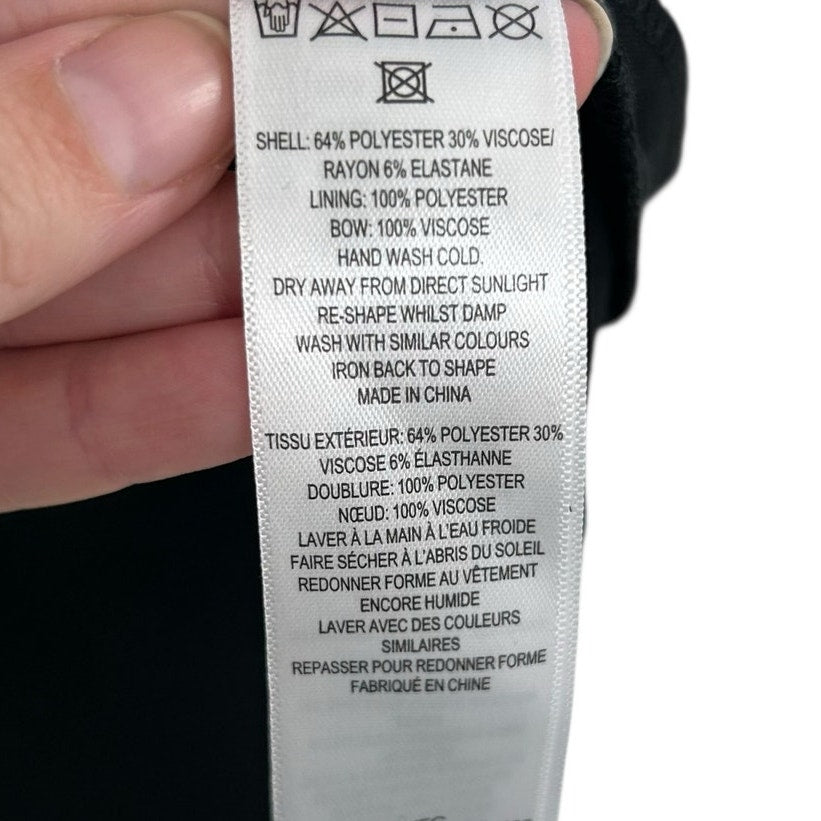 SHELL: 64% POLYESTER 30% VISCOSE/
RAYON 6% ELASTANE
LINING: 100% POLYESTER
BOW: 100% VISCOSE
HAND WASH COLD.
DRY AWAY FROM DIRECT SUNLIGHT
RE-SHAPE WHILST DAMP
WASH WITH SIMILAR COLOURS
IRON BACK TO SHAPE
MADE IN CHINA
TISSU EXTÉRIEUR: 64% POLYESTER 30%
VISCOSE 6% ÉLASTHANNE
DOUBLURE: 100% POLYESTER
NŒUD: 100% VISCOSE
LAVER À LA MAIN À L'EAU FROIDE
FAIRE SÉCHER À L'ABRIS DU SOLEIL
REDONNER FORME AU VÊTEMENT
ENCORE HUMIDE
LAVER AVEC DES COULEURS
SIMILAIRES
REPASSER POUR REDONNER FORME
FABRIQUÉ EN CHINE